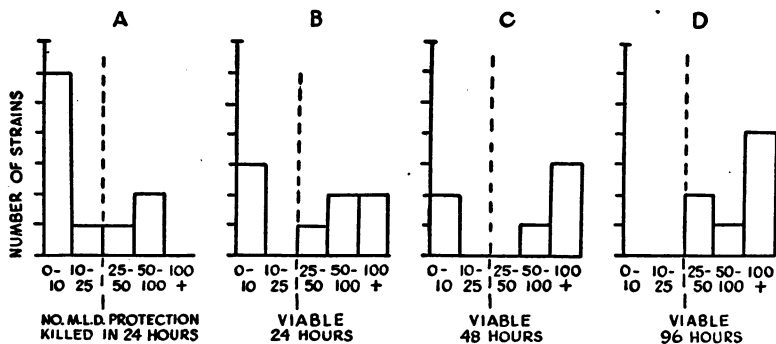 A B C D
NUMBER OF STRAINS
0- 10- 25- 50- 100 0- 10- 25- 50- 100 0- 10- 25- 50- 100 0- 10- 25- 50- 100
10 25 50 100 + 10 25 50 100 + 10 25 50 100 + 10 25 50 100 +
NO. M.L.D. PROTECTION VIABLE VIABLE VIABLE
KILLED IN 24 HOURS 24 HOURS 48 HOURS 96 HOURS